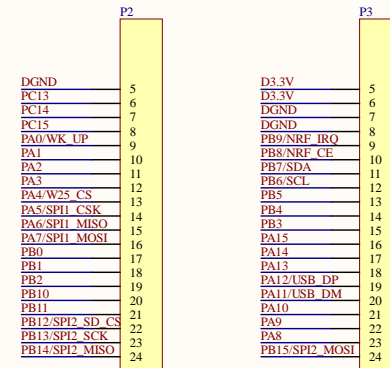 P2
DGND 5
PC13 6
PC14 7
PC15 8
PA0/WK_UP 9
PA1 10
PA2 11
PA3 12
PA4/W25_CS 13
PA5/SPI1_CSK 14
PA6/SPI1_MISO 15
PA7/SPI1_MOSI 16
PB0 17
PB1 18
PB2 19
PB10 20
PB11 21
PB12/SPI2_SD_CS 22
PB13/SPI2_SCK 23
PB14/SPI2_MISO 24
P3
D3.3V 5
D3.3V 6
DGND 7
DGND 8
PB9/NRF_IRQ 9
PB8/NRF_CE 10
PB7/SDA 11
PB6/SCL 12
PB5 13
PB4 14
PB3 15
PA15 16
PA14 17
PA13 18
PA12/USB_DP 19
PA11/USB_DM 20
PA10 21
PA9 22
PA8 23
PB15/SPI2_MOSI 24